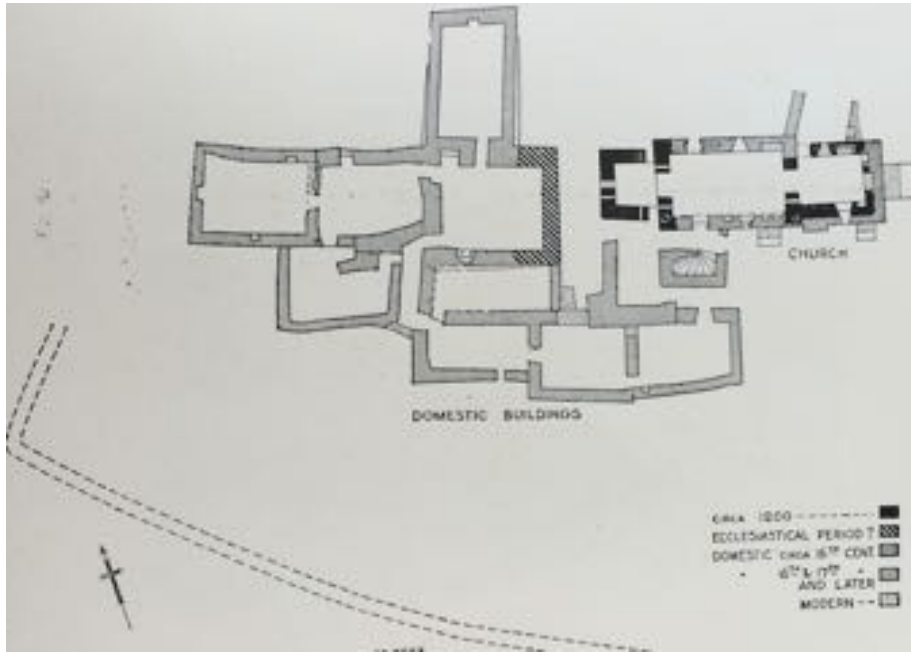 CHURCH
DOMESTIC BUILDINGS
CIRCA 1200
ECCLESIASTICAL PERIOD ?
DOMESTIC CIRCA 16TH CENT.
" 16TH & 17TH "
AND LATER
MODERN